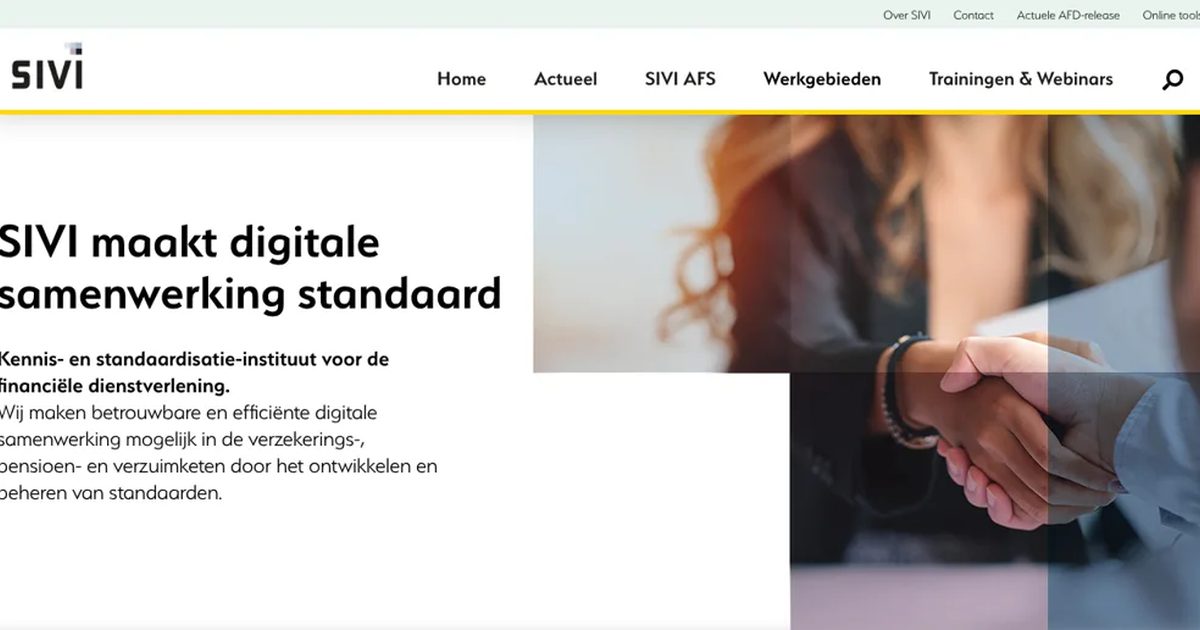 Over SIVI Contact Actuele AFD-release Online tools
SIVI
Home Actueel SIVI AFS Werkgebieden Trainingen & Webinars
SIVI maakt digitale
samenwerking standaard
Kennis- en standaardisatie-instituut voor de
financiële dienstverlening.
Wij maken betrouwbare en efficiënte digitale
samenwerking mogelijk in de verzekerings-,
pensioen- en verzuimketen door het ontwikkelen en
beheren van standaarden.